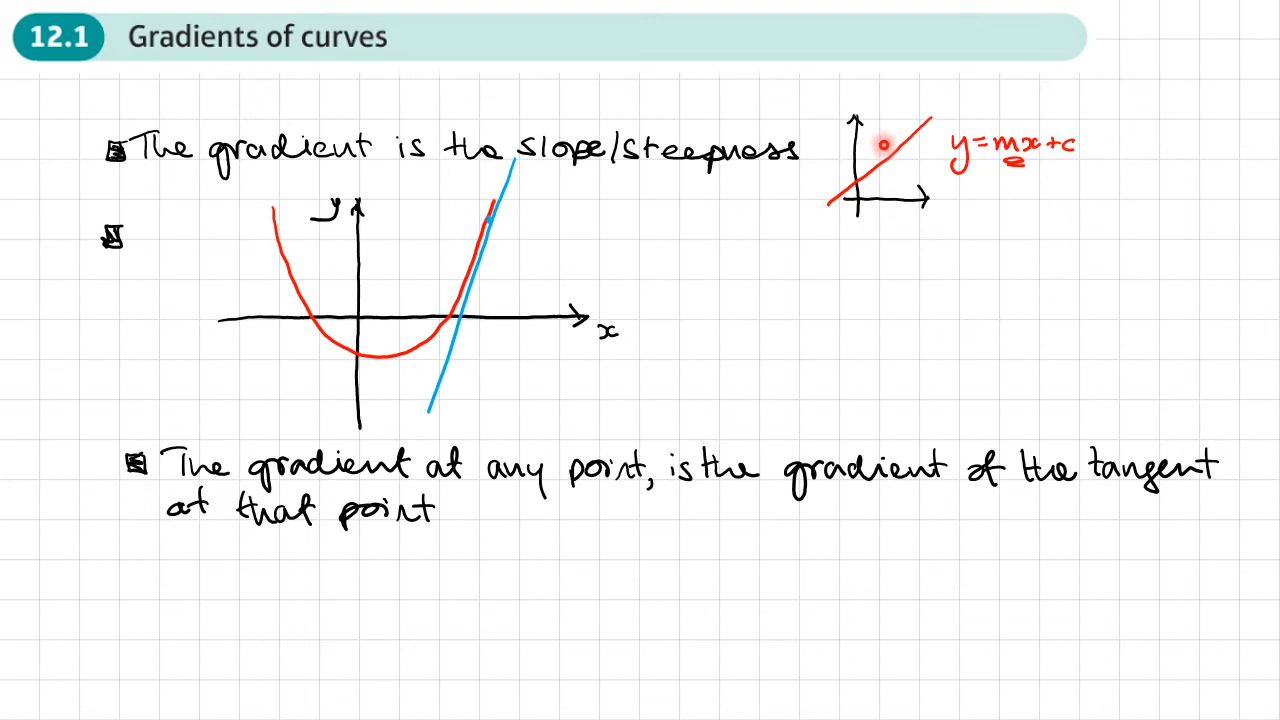 12.1 Gradients of curves
The gradient is the slope/steepness
y=mx+c
y
x
The gradient at any point, is the gradient of the tangent
at that point